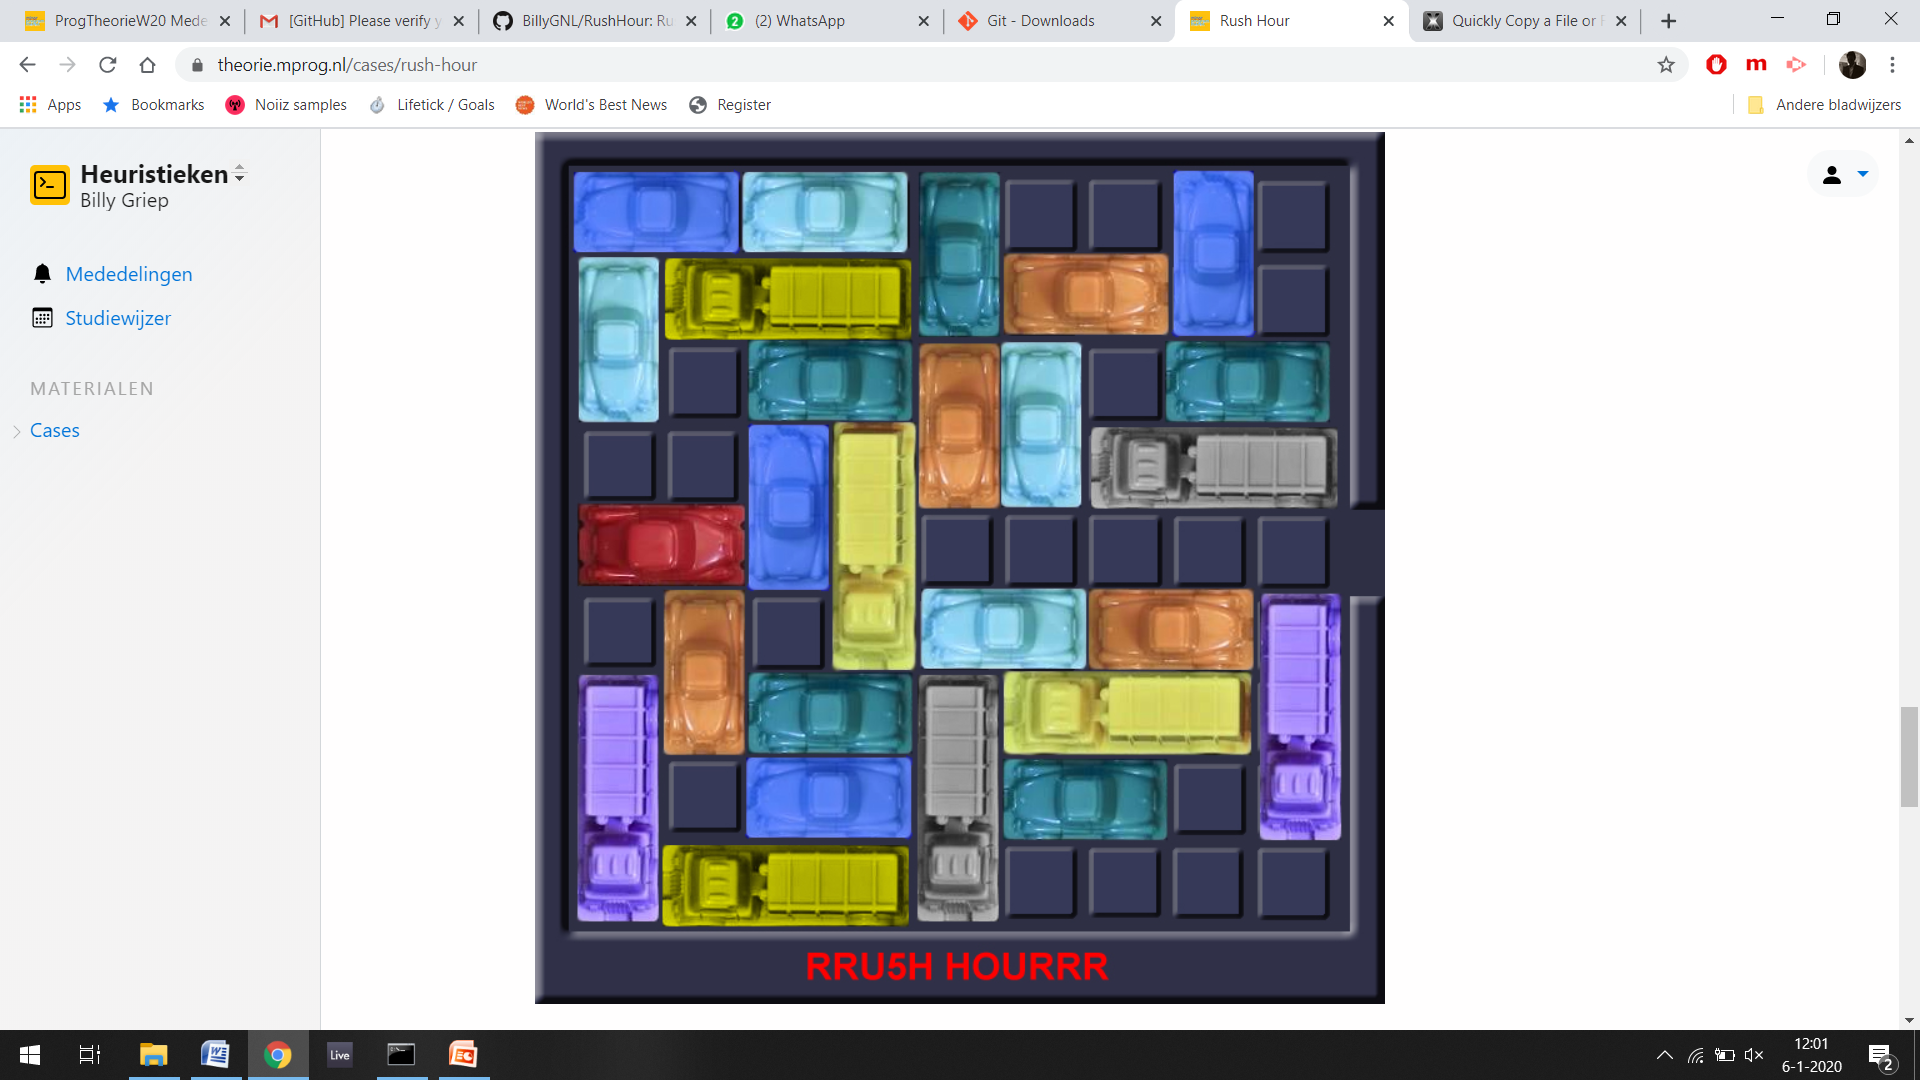 ProgTheorieW20 Mede
[GitHub] Please verify y
BillyGNL/RushHour: Ru
(2) WhatsApp
Git - Downloads
Rush Hour
Quickly Copy a File or F
theorie.mprog.nl/cases/rush-hour
Apps
Bookmarks
Noiiz samples
Lifetick / Goals
World's Best News
Register
Andere bladwijzers
Heuristieken
Billy Griep
Mededelingen
Studiewijzer
MATERIALEN
Cases
RRU5H HOURRR
Live
12:01
6-1-2020
2